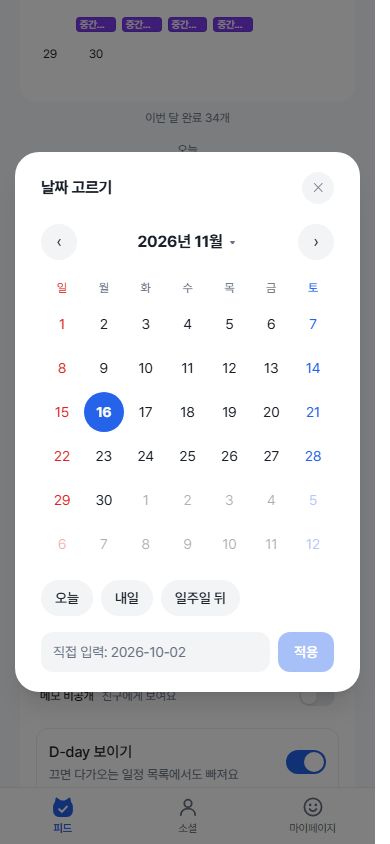 중간... 중간... 중간... 중간...
29 30
이번 달 완료 34개
오늘
날짜 고르기
2026년 11월
일 월 화 수 목 금 토
1 2 3 4 5 6 7
8 9 10 11 12 13 14
15 16 17 18 19 20 21
22 23 24 25 26 27 28
29 30 1 2 3 4 5
6 7 8 9 10 11 12
오늘 내일 일주일 뒤
직접 입력: 2026-10-02 적용
메모 비공개 친구에게 보여요
D-day 보이기
끄면 다가오는 일정 목록에서도 빠져요
피드 소셜 마이페이지